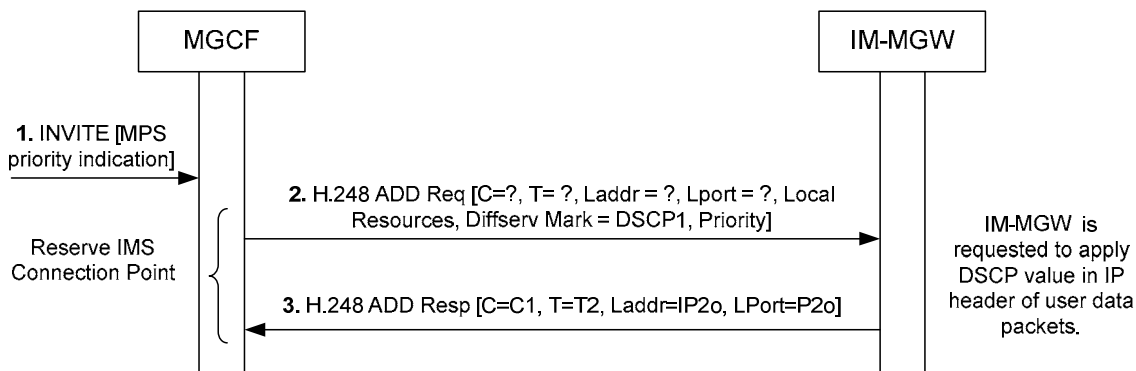 MGCF
IM-MGW
1. INVITE [MPS
priority indication]
2. H.248 ADD Req [C=?, T= ?, Laddr = ?, Lport = ?, Local
Resources, Diffserv Mark = DSCP1, Priority]
Reserve IMS
Connection Point
IM-MGW is
requested to apply
DSCP value in IP
header of user data
packets.
3. H.248 ADD Resp [C=C1, T=T2, Laddr=IP2o, LPort=P2o]